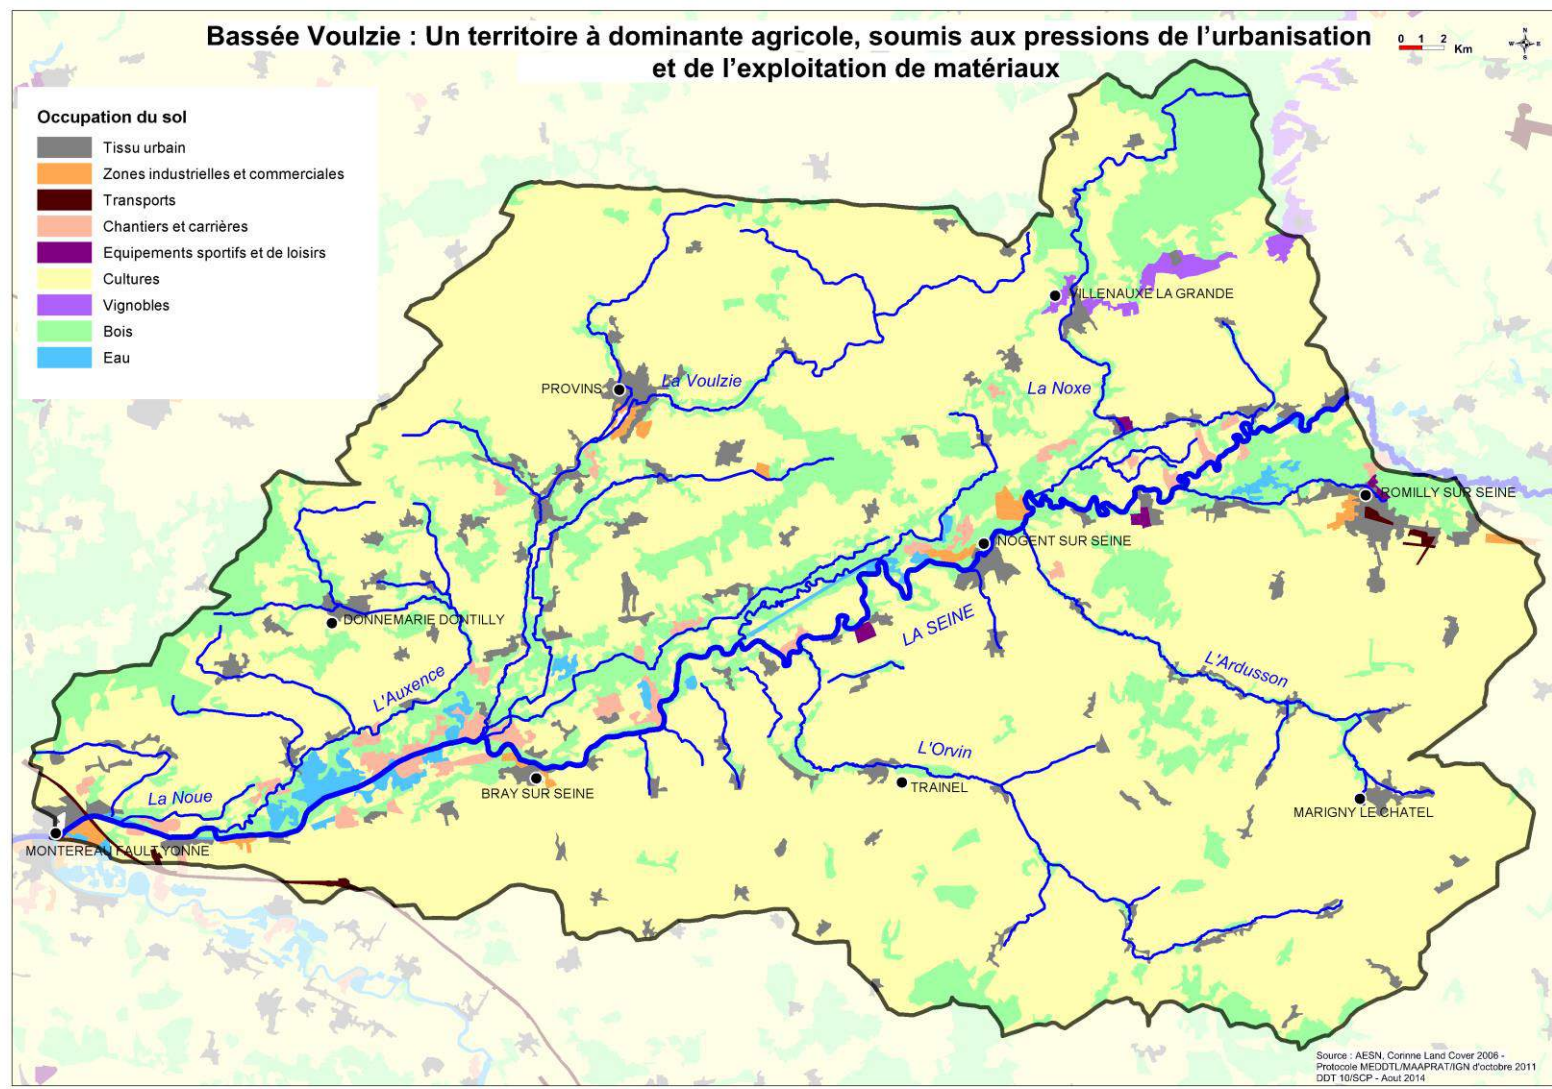 Bassée Voulzie : Un territoire à dominante agricole, soumis aux pressions de l'urbanisation
et de l'exploitation de matériaux
0 1 2 Km
N
W E
S
Occupation du sol
Tissu urbain
Zones industrielles et commerciales
Transports
Chantiers et carrières
Equipements sportifs et de loisirs
Cultures
Vignobles
Bois
Eau
VILLENAUXE LA GRANDE
PROVINS
La Voulzie
La Noxe
ROMILLY SUR SEINE
NOGENT SUR SEINE
DONNEMARIE DONTILLY
LA SEINE
L'Ardusson
L'Auxence
L'Orvin
TRAINEL
BRAY SUR SEINE
La Noue
MARIGNY LE CHATEL
MONTEREAU FAULT YONNE
Source : AESN, Corinne Land Cover 2006 -
Protocole MEDDTL/MAAPRAT/IGN d'octobre 2011
DDT 10/SCP - Aout 2014